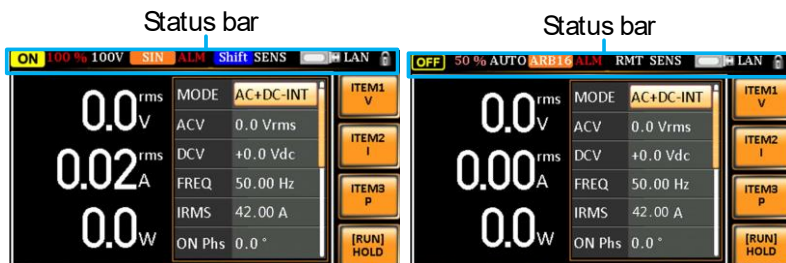 Status bar
ON 100 % 100V SIN ALM Shift SENS LAN
0.0 rms V
0.02 rms A
0.0 W
MODE AC+DC-INT
ACV 0.0 Vrms
DCV +0.0 Vdc
FREQ 50.00 Hz
IRMS 42.00 A
ON Phs 0.0 °
ITEM1
V
ITEM2
I
ITEM3
P
[RUN]
HOLD
Status bar
OFF 50 % AUTO ARB16 ALM RMT SENS LAN
0.0 rms V
0.00 rms A
0.0 W
MODE AC+DC-INT
ACV 0.0 Vrms
DCV +0.0 Vdc
FREQ 50.00 Hz
IRMS 42.00 A
ON Phs 0.0 °
ITEM1
V
ITEM2
I
ITEM3
P
[RUN]
HOLD